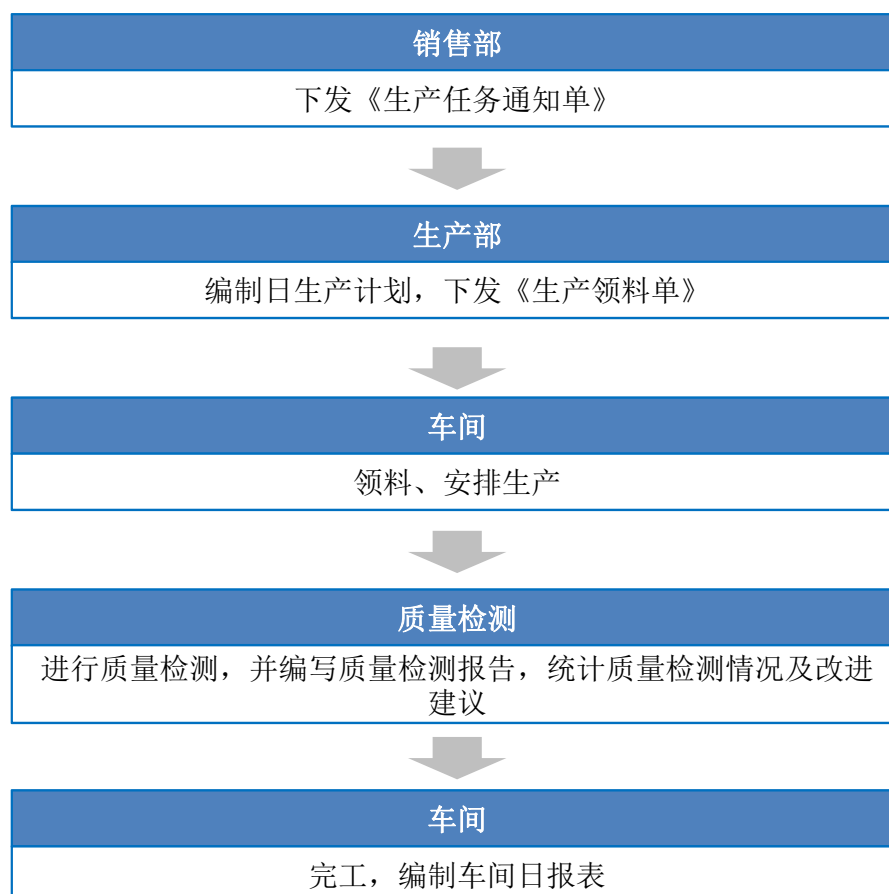 销售部
下发《生产任务通知单》
生产部
编制日生产计划，下发《生产领料单》
车间
领料、安排生产
质量检测
进行质量检测，并编写质量检测报告，统计质量检测情况及改进
建议
车间
完工，编制车间日报表